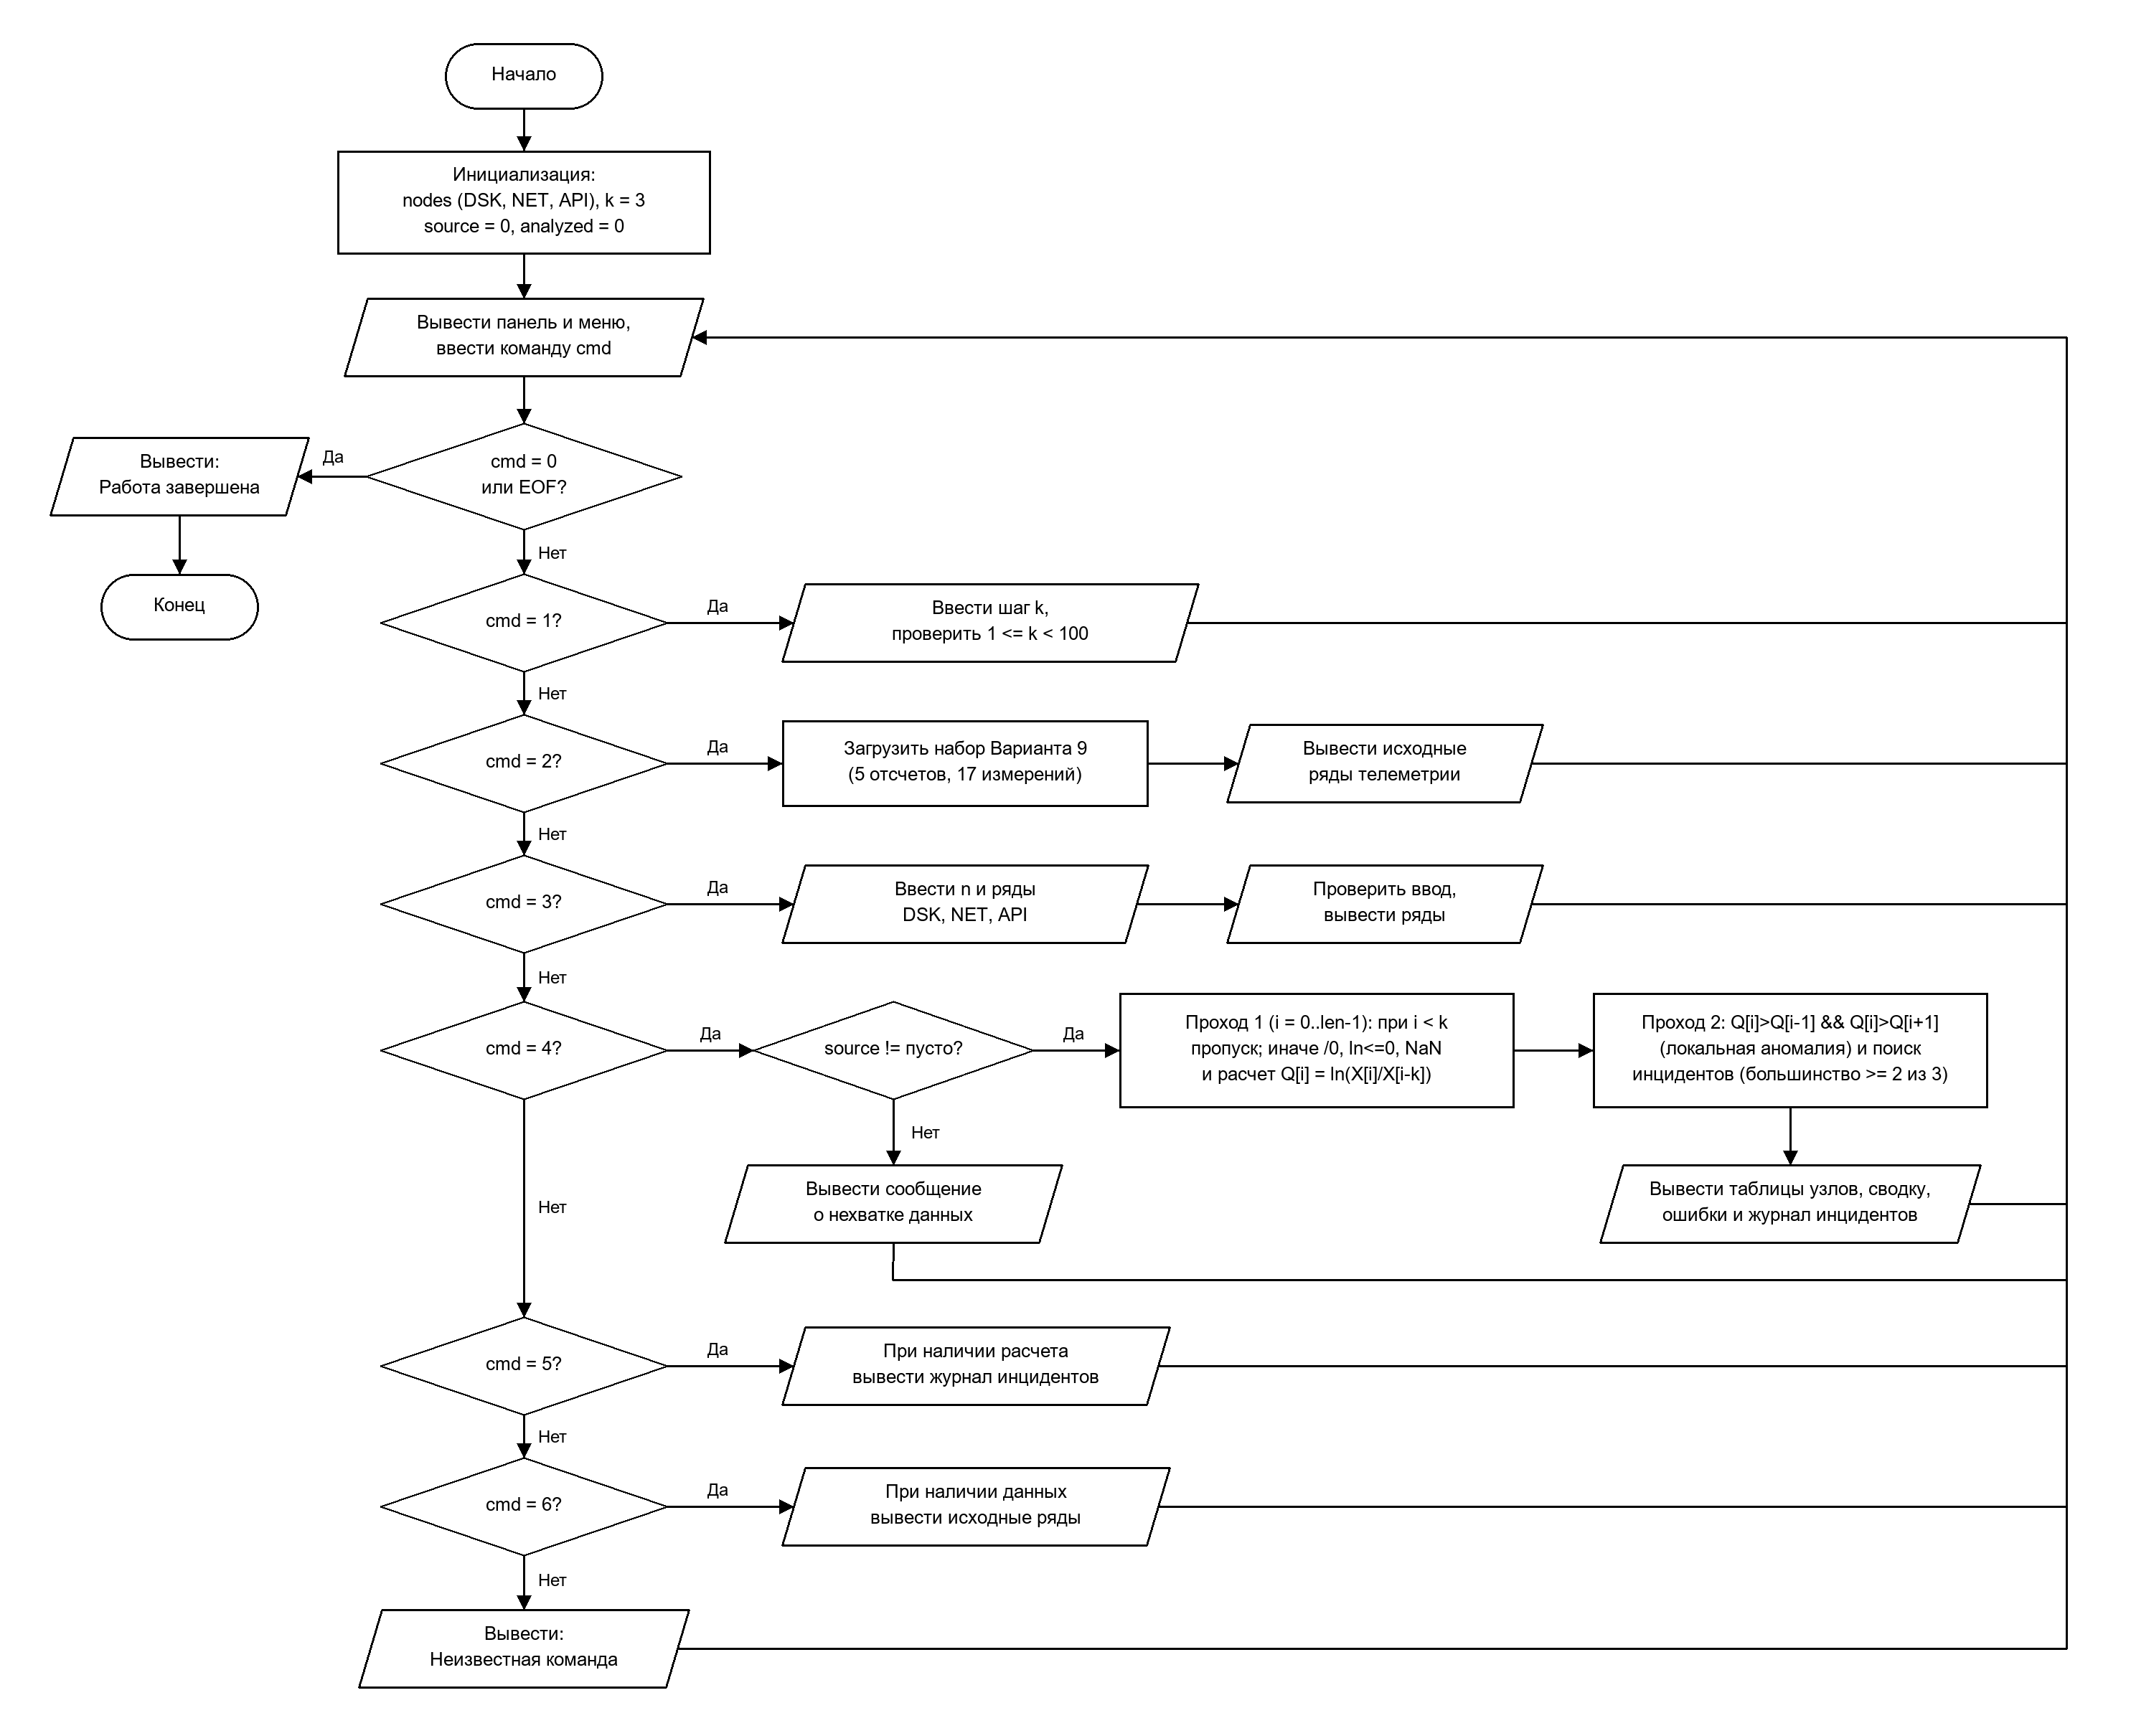 Начало
Инициализация:
nodes (DSK, NET, API), k = 3
source = 0, analyzed = 0
Вывести панель и меню,
ввести команду cmd
cmd = 0
или EOF?
Да
Вывести:
Работа завершена
Конец
Нет
cmd = 1?
Да
Ввести шаг k,
проверить 1 <= k < 100
Нет
cmd = 2?
Да
Загрузить набор Варианта 9
(5 отсчетов, 17 измерений)
Вывести исходные
ряды телеметрии
Нет
cmd = 3?
Да
Ввести n и ряды
DSK, NET, API
Проверить ввод,
вывести ряды
Нет
cmd = 4?
Да
source != пусто?
Да
Проход 1 (i = 0..len-1): при i < k
пропуск; иначе /0, ln<=0, NaN
и расчет Q[i] = ln(X[i]/X[i-k])
Проход 2: Q[i]>Q[i-1] && Q[i]>Q[i+1]
(локальная аномалия) и поиск
инцидентов (большинство >= 2 из 3)
Нет
Вывести сообщение
о нехватке данных
Вывести таблицы узлов, сводку,
ошибки и журнал инцидентов
Нет
cmd = 5?
Да
При наличии расчета
вывести журнал инцидентов
Нет
cmd = 6?
Да
При наличии данных
вывести исходные ряды
Нет
Вывести:
Неизвестная команда